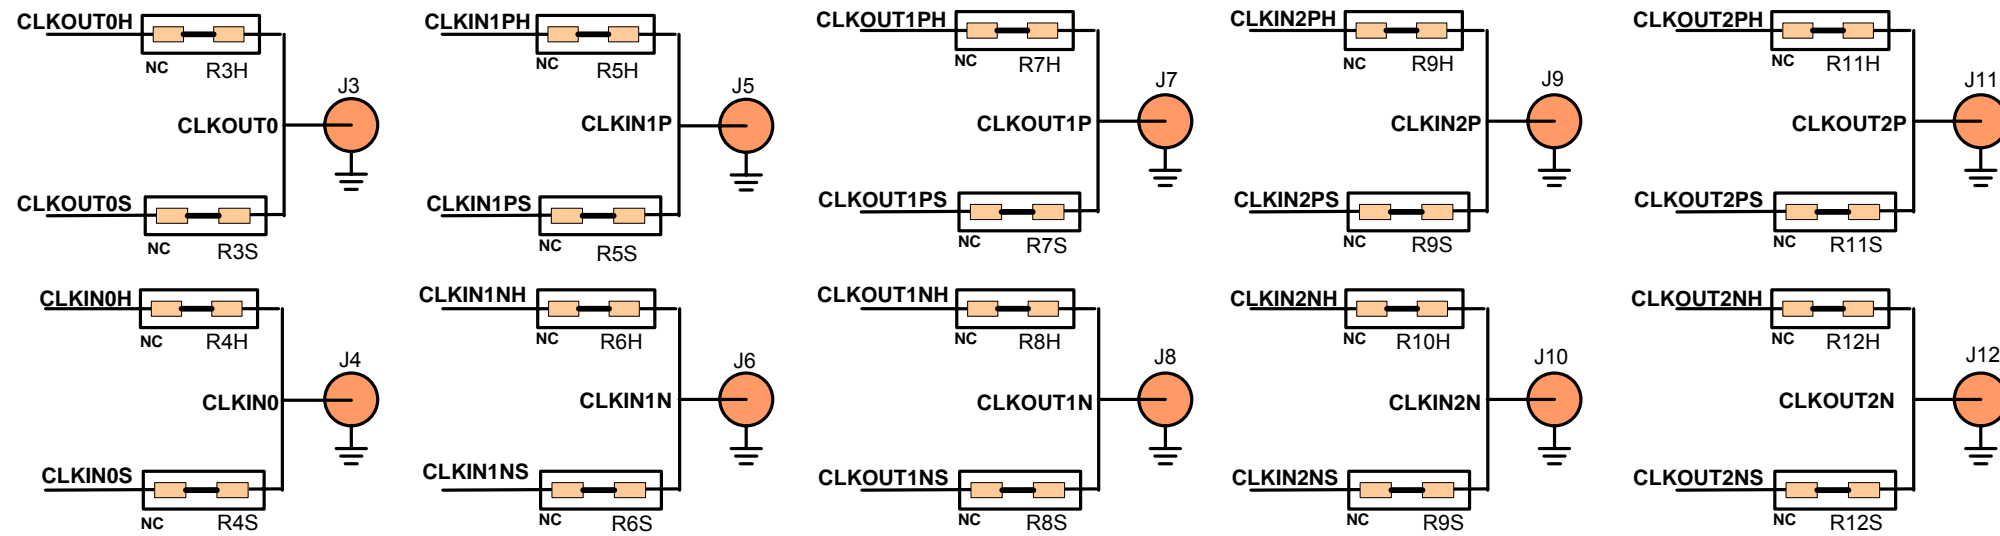 CLKOUT0H
NC
R3H
J3
CLKOUT0
CLKOUT0S
NC
R3S
CLKIN1PH
NC
R5H
J5
CLKIN1P
CLKIN1PS
NC
R5S
CLKOUT1PH
NC
R7H
J7
CLKOUT1P
CLKOUT1PS
NC
R7S
CLKIN2PH
NC
R9H
J9
CLKIN2P
CLKIN2PS
NC
R9S
CLKOUT2PH
NC
R11H
J11
CLKOUT2P
CLKOUT2PS
NC
R11S
CLKIN0H
NC
R4H
J4
CLKIN0
CLKIN0S
NC
R4S
CLKIN1NH
NC
R6H
J6
CLKIN1N
CLKIN1NS
NC
R6S
CLKOUT1NH
NC
R8H
J8
CLKOUT1N
CLKOUT1NS
NC
R8S
CLKIN2NH
NC
R10H
J10
CLKIN2N
CLKIN2NS
NC
R9S
CLKOUT2NH
NC
R12H
J12
CLKOUT2N
CLKOUT2NS
NC
R12S